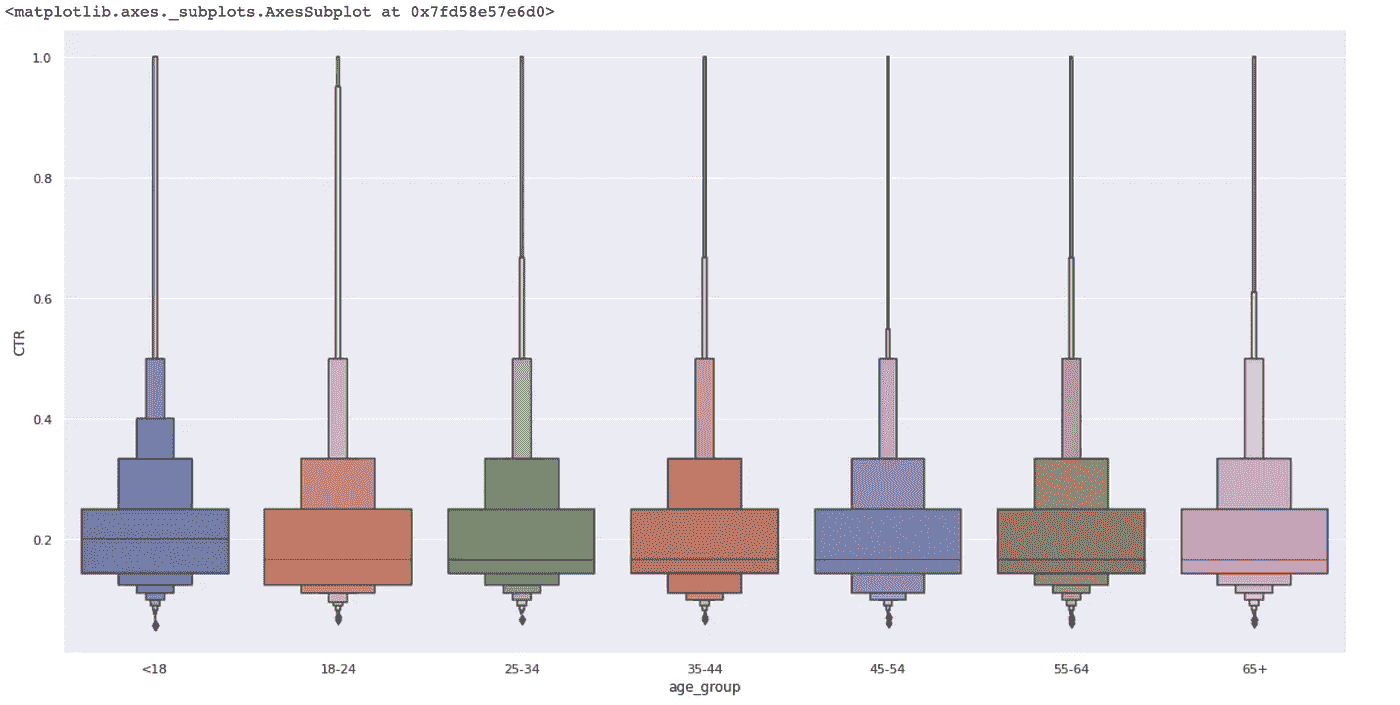 <matplotlib.axes._subplots.AxesSubplot at 0x7fd58e57e6d0>
1.0
0.8
0.6
0.4
0.2
CTR
<18 18-24 25-34 35-44 45-54 55-64 65+
age_group